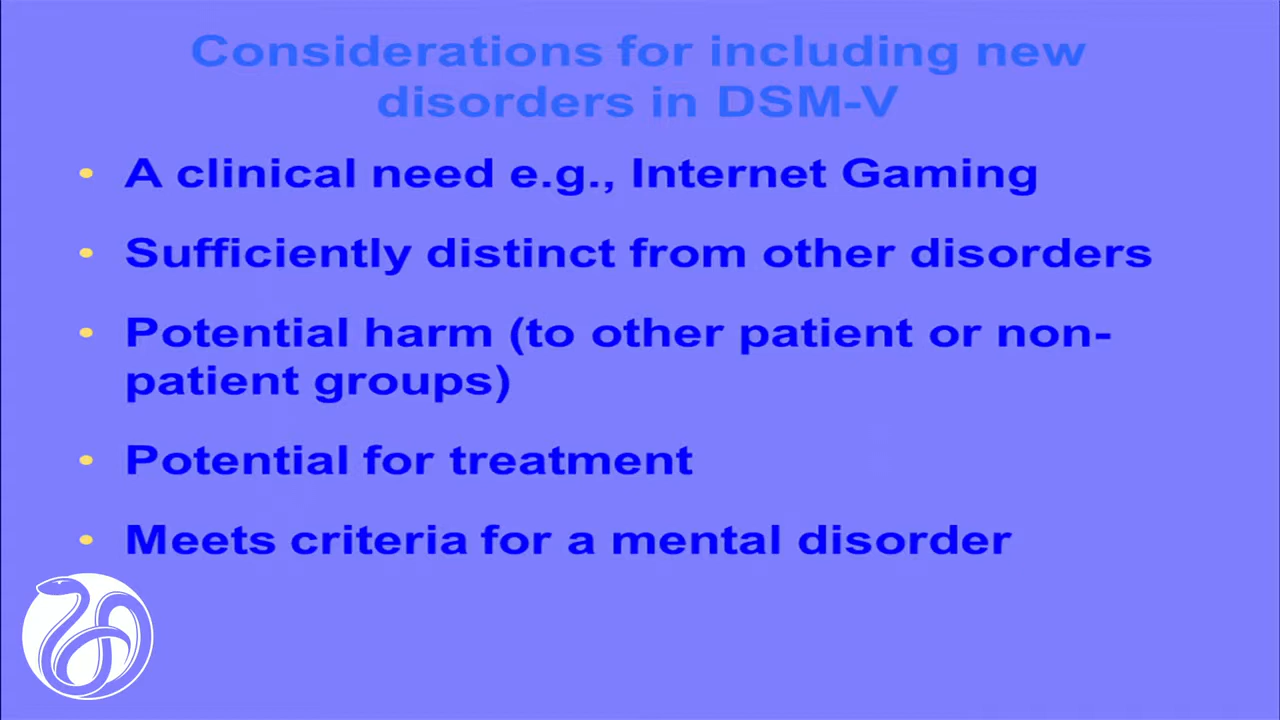 Considerations for including new
disorders in DSM-V
• A clinical need e.g., Internet Gaming
• Sufficiently distinct from other disorders
• Potential harm (to other patient or non-
patient groups)
• Potential for treatment
• Meets criteria for a mental disorder